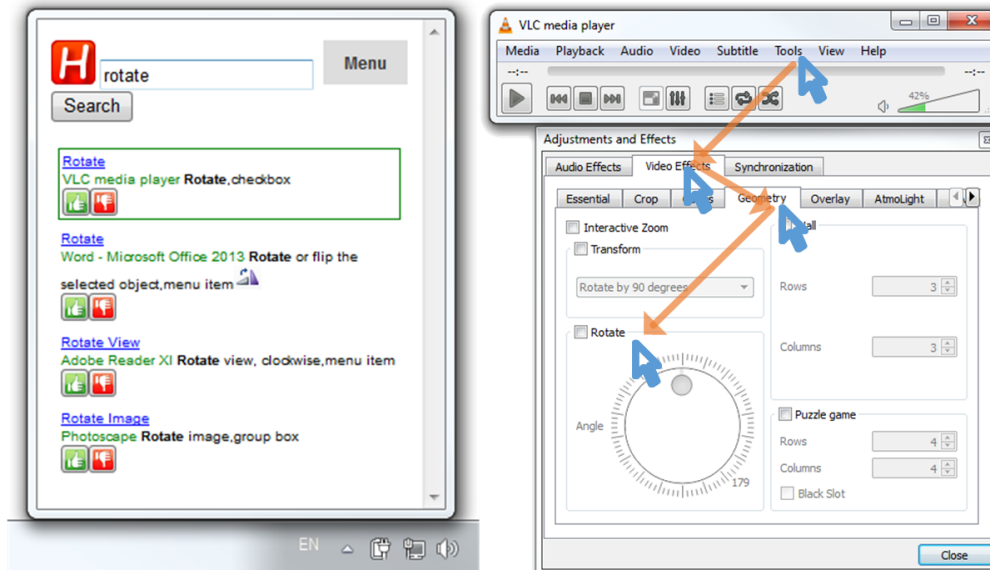 H
rotate
Menu
Search
Rotate
VLC media player Rotate,checkbox
Rotate
Word - Microsoft Office 2013 Rotate or flip the
selected object,menu item
Rotate View
Adobe Reader XI Rotate view, clockwise,menu item
Rotate Image
Photoscape Rotate image,group box
EN
VLC media player
Media Playback Audio Video Subtitle Tools View Help
--:-- --:--
42%
Adjustments and Effects
Audio Effects Video Effects Synchronization
Essential Crop Geometry Overlay AtmoLight
Interactive Zoom
Transform
Rotate by 90 degrees
Rows 3
Rotate
Columns 3
Angle
179
Puzzle game
Rows 4
Columns 4
Black Slot
Close